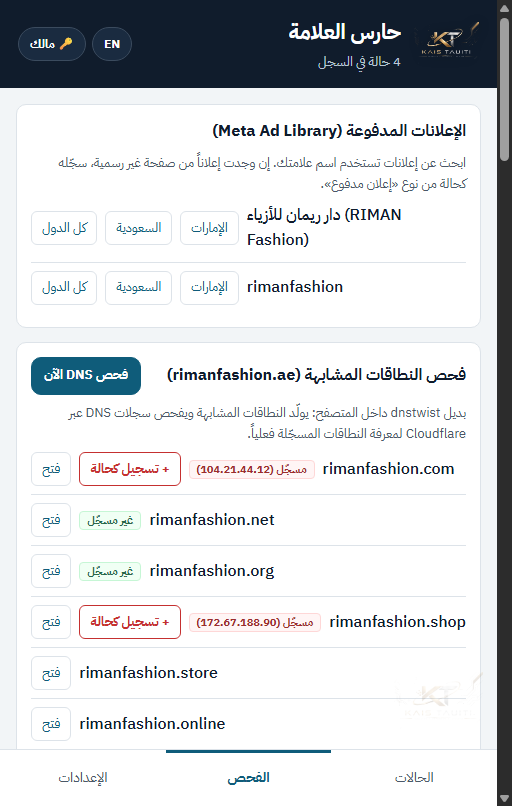 حارس العلامة
4 حالة في السجل
EN
🔑 مالك
KAIS TAUITI
الإعلانات المدفوعة (Meta Ad Library)
ابحث عن إعلانات تستخدم اسم علامتك. إن وجدت إعلاناً من صفحة غير رسمية، سجّله
كحالة من نوع «إعلان مدفوع».
دار ريمان للأزياء (RIMAN
Fashion)
الإمارات
السعودية
كل الدول
rimanfashion
الإمارات
السعودية
كل الدول
فحص النطاقات المشابهة (rimanfashion.ae)
فحص DNS الآن
بديل dnstwist داخل المتصفح: يولّد النطاقات المشابهة ويفحص سجلات DNS عبر
Cloudflare لمعرفة النطاقات المسجّلة فعلياً.
rimanfashion.com
مسجّل (104.21.44.12)
+ تسجيل كحالة
فتح
rimanfashion.net
غير مسجّل
فتح
rimanfashion.org
غير مسجّل
فتح
rimanfashion.shop
مسجّل (172.67.188.90)
+ تسجيل كحالة
فتح
rimanfashion.store
فتح
rimanfashion.online
فتح
الحالات
الفحص
الإعدادات